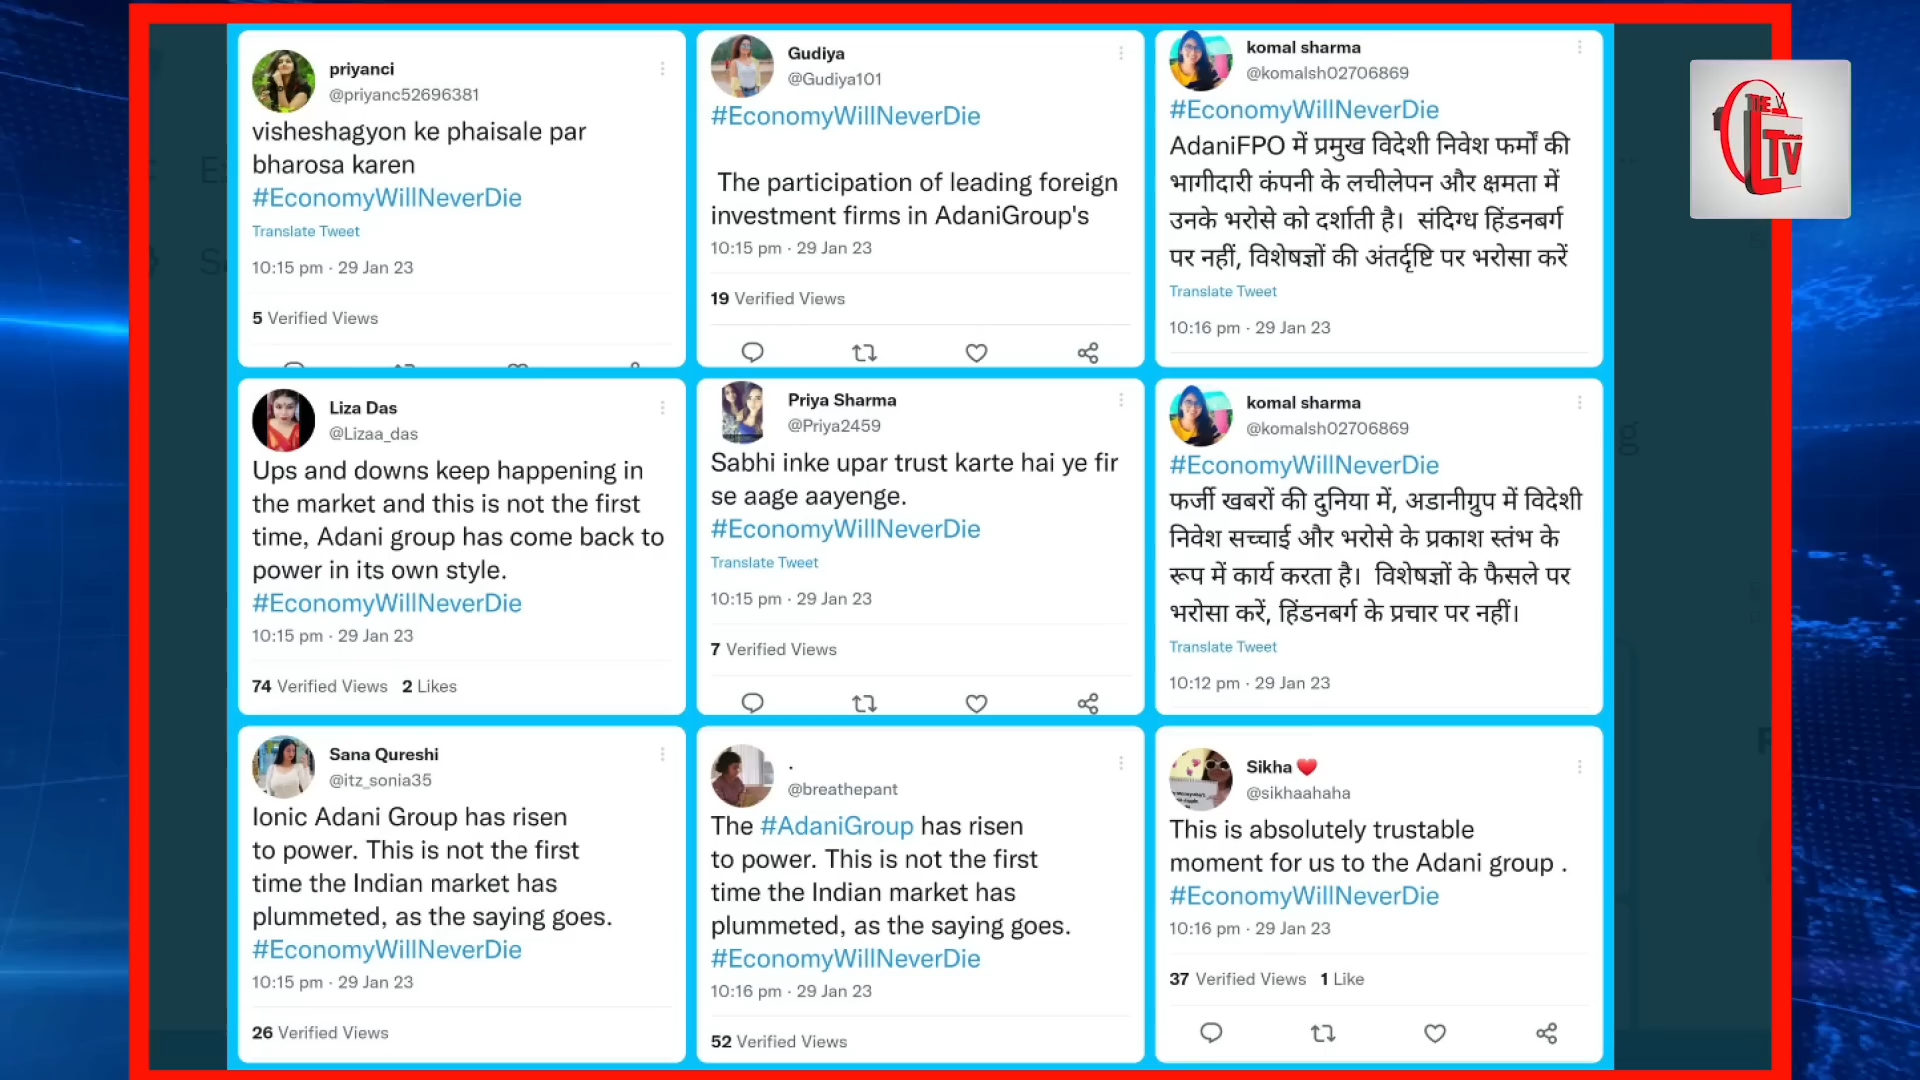 priyanci
@priyanc52696381
visheshagyon ke phaisale par
bharosa karen
#EconomyWillNeverDie
Translate Tweet
10:15 pm · 29 Jan 23
5 Verified Views
Gudiya
@Gudiya101
#EconomyWillNeverDie
The participation of leading foreign
investment firms in AdaniGroup's
10:15 pm · 29 Jan 23
19 Verified Views
komal sharma
@komalsh02706869
#EconomyWillNeverDie
AdaniFPO में प्रमुख विदेशी निवेश फर्मों की
भागीदारी कंपनी के लचीलेपन और क्षमता में
उनके भरोसे को दर्शाती है। संदिग्ध हिंडनबर्ग
पर नहीं, विशेषज्ञों की अंतर्दृष्टि पर भरोसा करें
Translate Tweet
10:16 pm · 29 Jan 23
Liza Das
@Lizaa_das
Ups and downs keep happening in
the market and this is not the first
time, Adani group has come back to
power in its own style.
#EconomyWillNeverDie
10:15 pm · 29 Jan 23
74 Verified Views 2 Likes
Priya Sharma
@Priya2459
Sabhi inke upar trust karte hai ye fir
se aage aayenge.
#EconomyWillNeverDie
Translate Tweet
10:15 pm · 29 Jan 23
7 Verified Views
komal sharma
@komalsh02706869
#EconomyWillNeverDie
फर्जी खबरों की दुनिया में, अडानीग्रुप में विदेशी
निवेश सच्चाई और भरोसे के प्रकाश स्तंभ के
रूप में कार्य करता है। विशेषज्ञों के फैसले पर
भरोसा करें, हिंडनबर्ग के प्रचार पर नहीं।
Translate Tweet
10:12 pm · 29 Jan 23
Sana Qureshi
@itz_sonia35
Ionic Adani Group has risen
to power. This is not the first
time the Indian market has
plummeted, as the saying goes.
#EconomyWillNeverDie
10:15 pm · 29 Jan 23
26 Verified Views
.
@breathepant
The #AdaniGroup has risen
to power. This is not the first
time the Indian market has
plummeted, as the saying goes.
#EconomyWillNeverDie
10:16 pm · 29 Jan 23
52 Verified Views
Sikha ❤️
@sikhaahaha
This is absolutely trustable
moment for us to the Adani group .
#EconomyWillNeverDie
10:16 pm · 29 Jan 23
37 Verified Views 1 Like
THE
TV